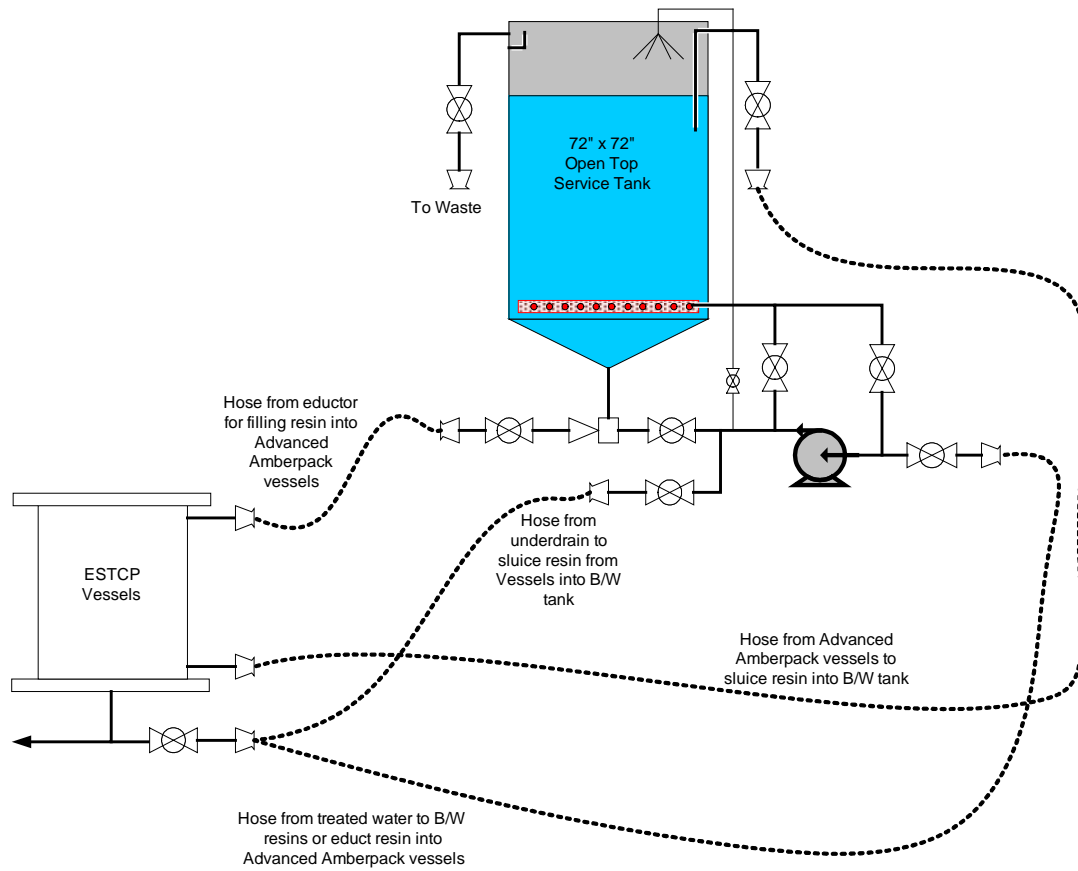 72" x 72"
Open Top
Service Tank
To Waste
Hose from eductor
for filling resin into
Advanced
Amberpack
vessels
Hose from
underdrain to
sluice resin from
Vessels into B/W
tank
ESTCP
Vessels
Hose from Advanced
Amberpack vessels to
sluice resin into B/W tank
Hose from treated water to B/W
resins or educt resin into
Advanced Amberpack vessels